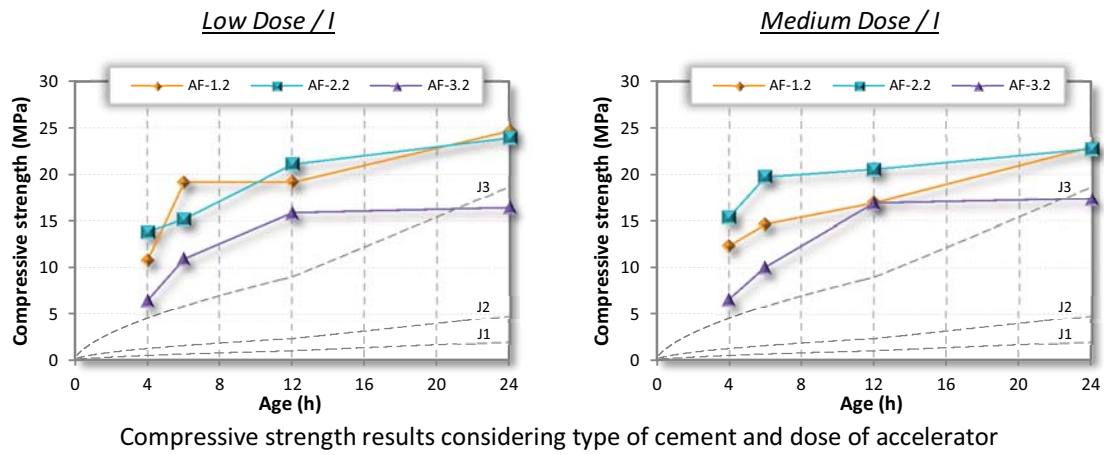 Low Dose / I
Compressive strength (MPa)
AF-1.2 AF-2.2 AF-3.2
30
25
20
15
10
5
0
J3
J2
J1
0 4 8 12 16 20 24
Age (h)
Medium Dose / I
Compressive strength (MPa)
AF-1.2 AF-2.2 AF-3.2
30
25
20
15
10
5
0
J3
J2
J1
0 4 8 12 16 20 24
Age (h)
Compressive strength results considering type of cement and dose of accelerator